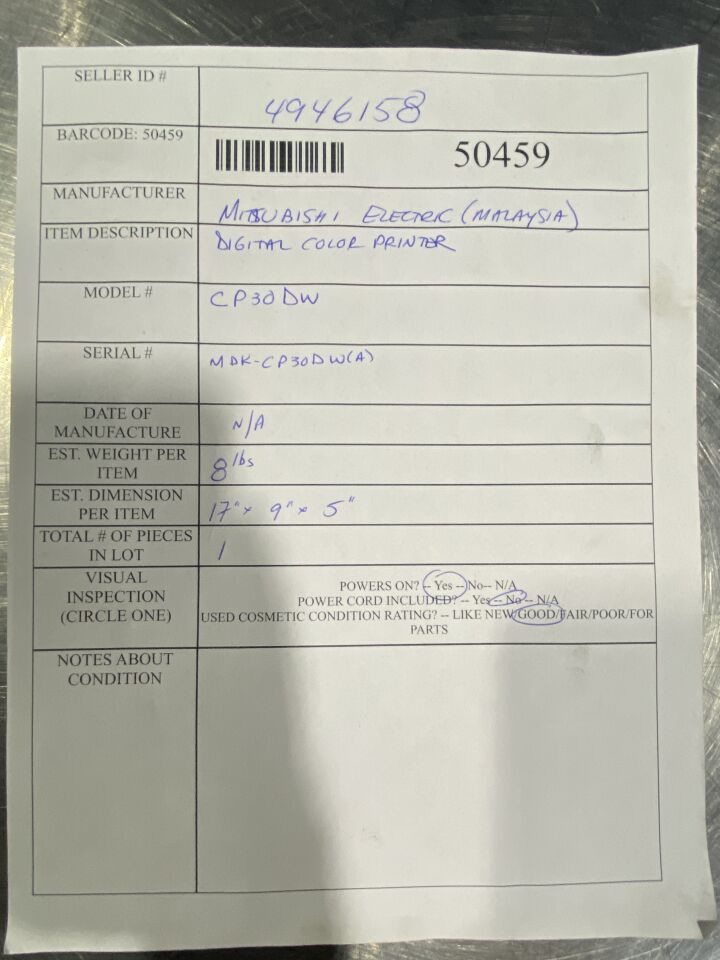 SELLER ID # 4946158
BARCODE: 50459 50459
MANUFACTURER MITSUBISHI ELECTRIC (MALAYSIA)
ITEM DESCRIPTION DIGITAL COLOR PRINTER
MODEL # CP30DW
SERIAL # MDK-CP30DW(A)
DATE OF
MANUFACTURE N/A
EST. WEIGHT PER
ITEM 8 lbs
EST. DIMENSION
PER ITEM 17" x 9" x 5"
TOTAL # OF PIECES
IN LOT 1
VISUAL
INSPECTION
(CIRCLE ONE)
POWERS ON? -- Yes -- No-- N/A
POWER CORD INCLUDED? -- Yes -- No -- N/A
USED COSMETIC CONDITION RATING? -- LIKE NEW/GOOD/FAIR/POOR/FOR
PARTS
NOTES ABOUT
CONDITION